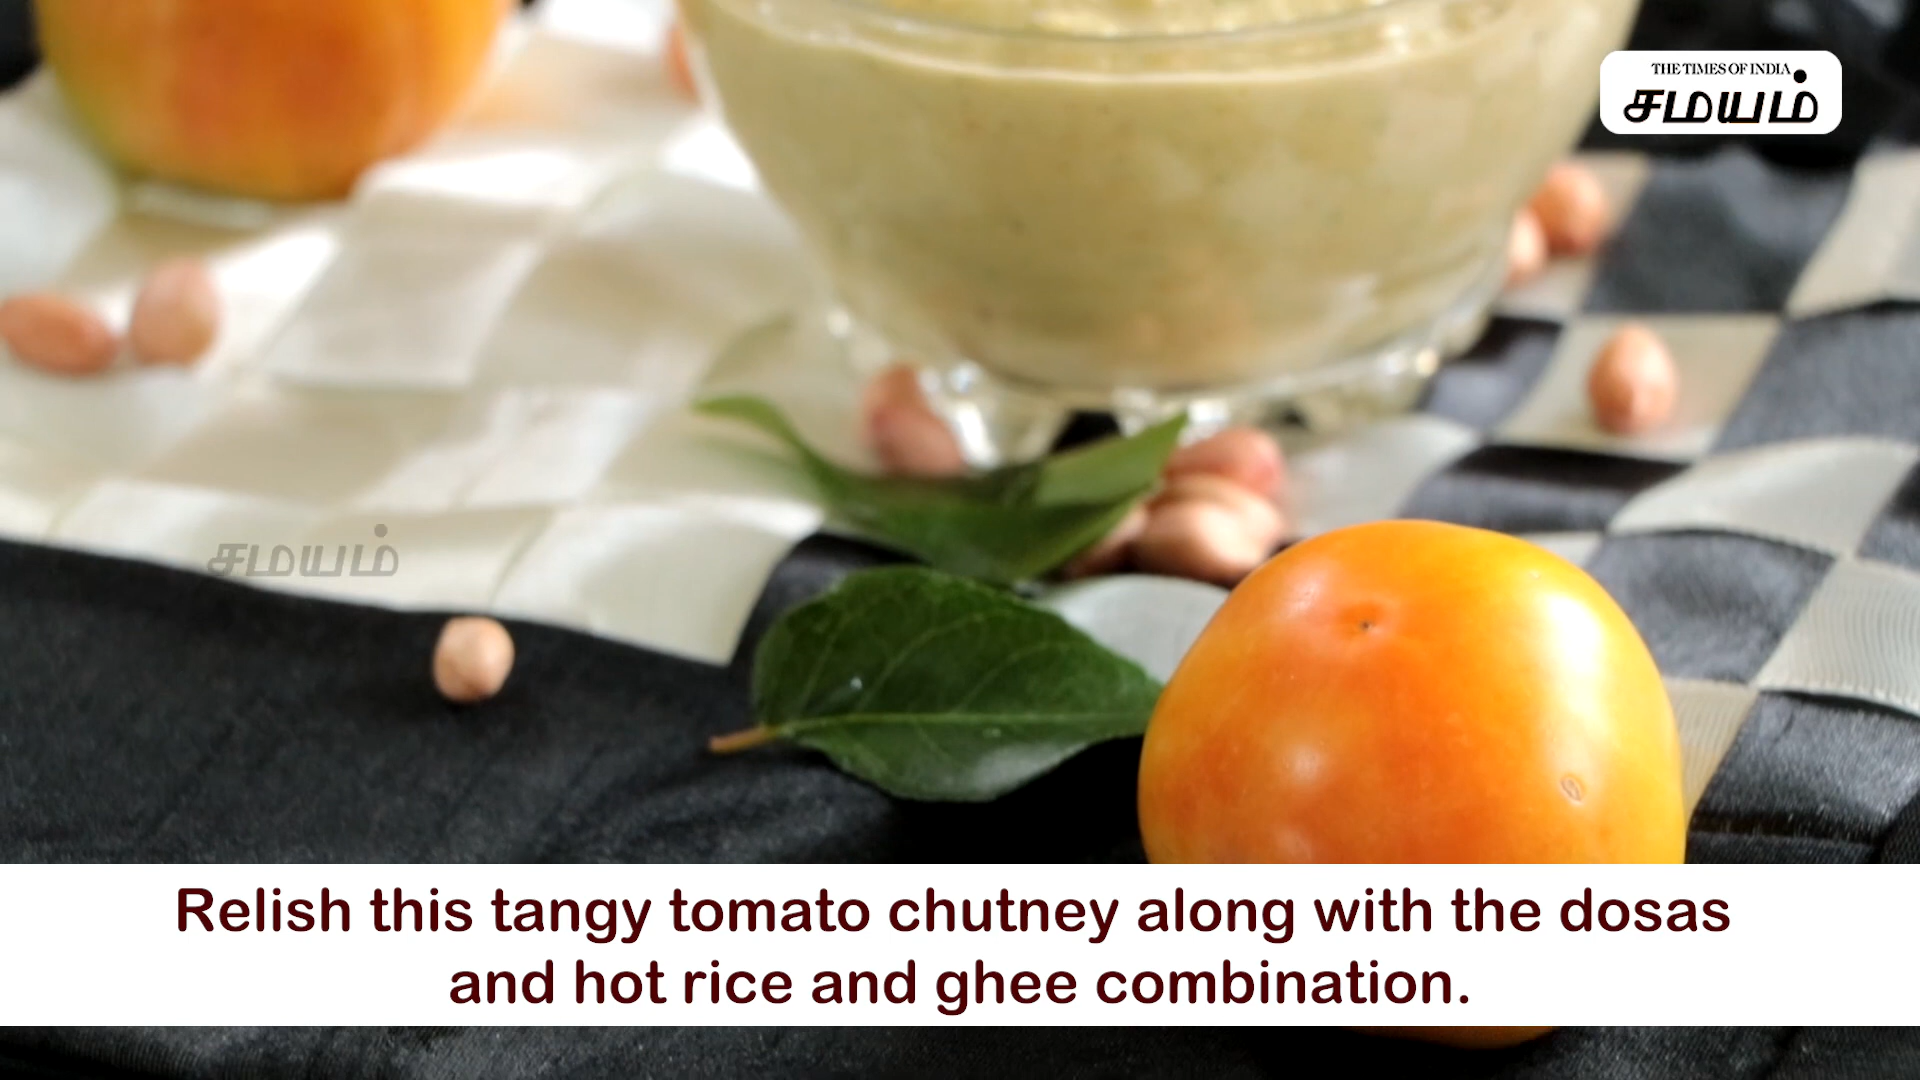 THE TIMES OF INDIA
சமயம்
சமயம்
Relish this tangy tomato chutney along with the dosas
and hot rice and ghee combination.